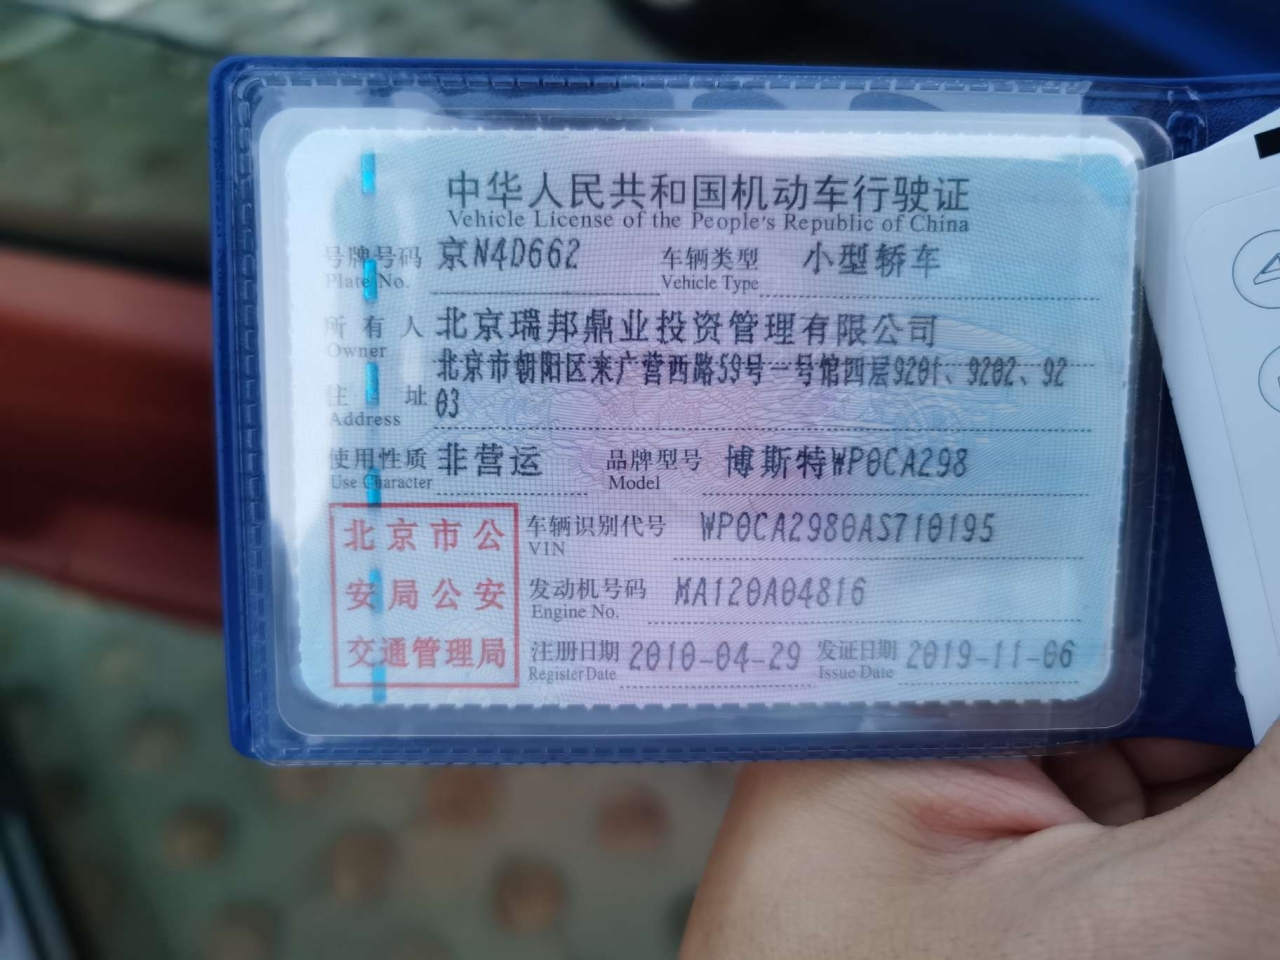 中华人民共和国机动车行驶证
Vehicle License of the People's Republic of China
号牌号码 京N4D662 车辆类型 小型轿车
Plate No. Vehicle Type
所有人 北京瑞邦鼎业投资管理有限公司
Owner
住址 北京市朝阳区来广营西路59号一号馆四层9201、9202、92
03
Address
使用性质 非营运 品牌型号 博斯特WP0CA298
Use Character Model
北京市公
安局公安
交通管理局
车辆识别代号 WP0CA2980AS710195
VIN
发动机号码 MA120A04816
Engine No.
注册日期 2010-04-29 发证日期 2019-11-06
Register Date Issue Date